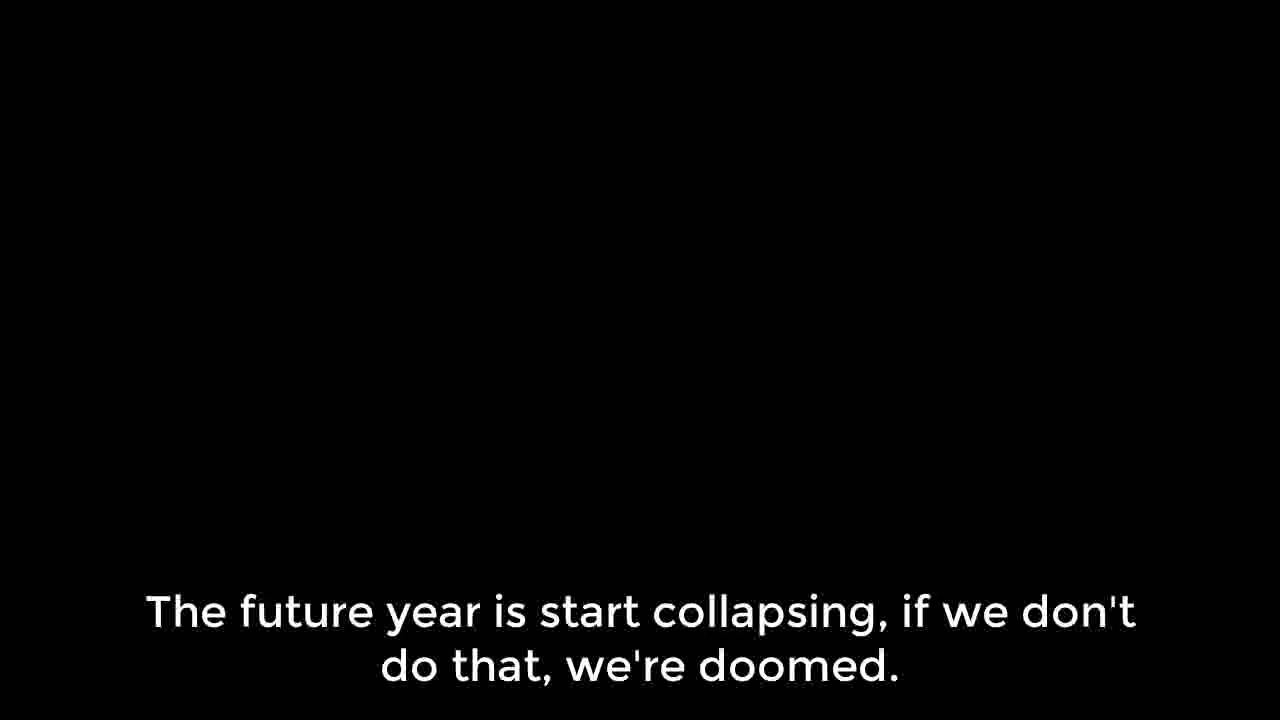 The future year is start collapsing, if we don't
do that, we're doomed.